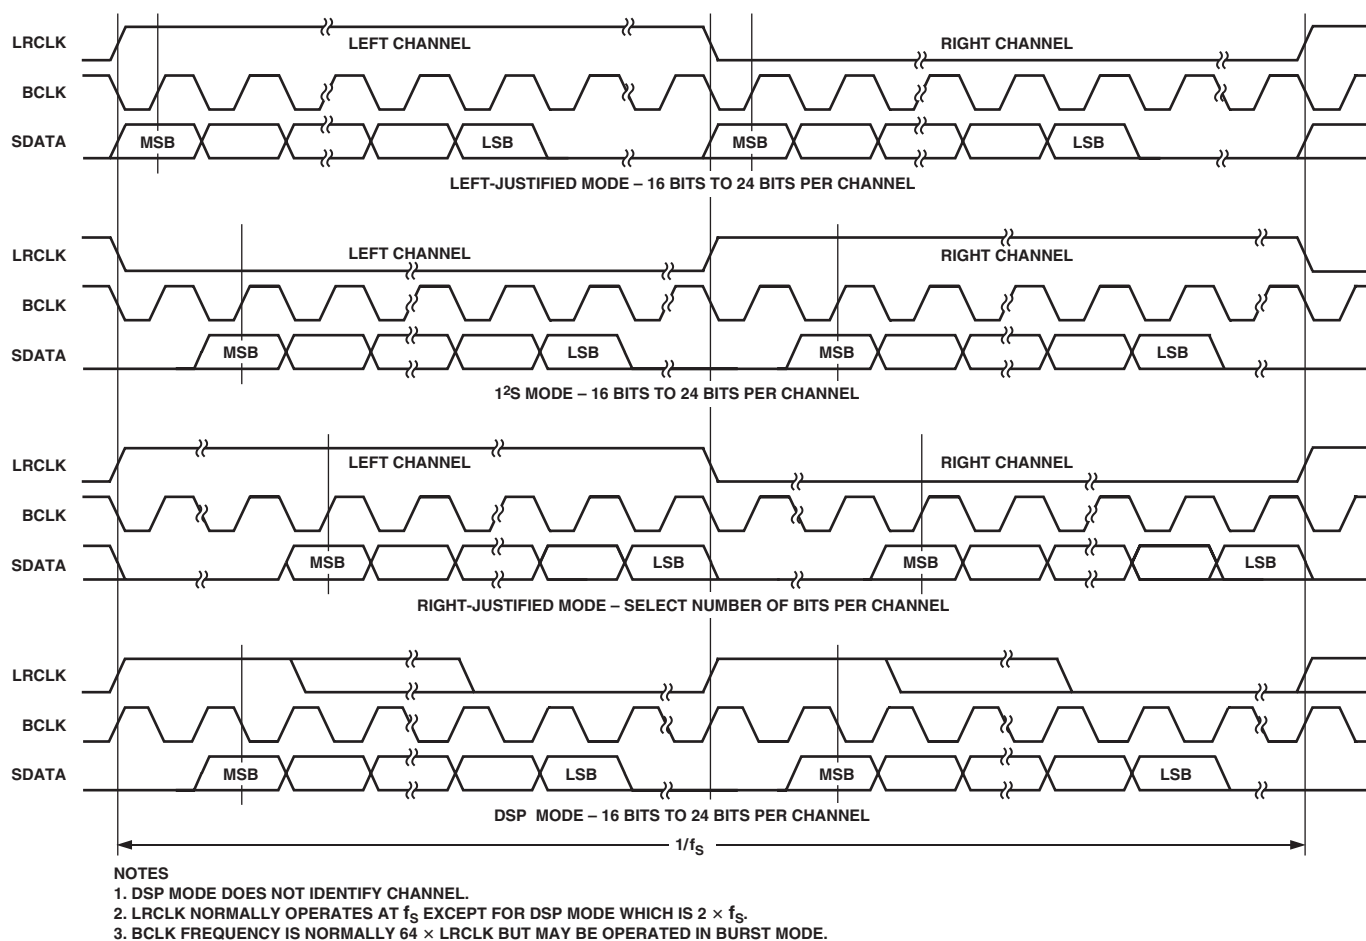 LRCLK
LEFT CHANNEL
RIGHT CHANNEL
BCLK
SDATA
MSB
LSB
MSB
LSB
LEFT-JUSTIFIED MODE – 16 BITS TO 24 BITS PER CHANNEL
LRCLK
LEFT CHANNEL
RIGHT CHANNEL
BCLK
SDATA
MSB
LSB
MSB
LSB
1²S MODE – 16 BITS TO 24 BITS PER CHANNEL
LRCLK
LEFT CHANNEL
RIGHT CHANNEL
BCLK
SDATA
MSB
LSB
MSB
LSB
RIGHT-JUSTIFIED MODE – SELECT NUMBER OF BITS PER CHANNEL
LRCLK
BCLK
SDATA
MSB
LSB
MSB
LSB
DSP MODE – 16 BITS TO 24 BITS PER CHANNEL
1/fS
NOTES
1. DSP MODE DOES NOT IDENTIFY CHANNEL.
2. LRCLK NORMALLY OPERATES AT fS EXCEPT FOR DSP MODE WHICH IS 2 × fS.
3. BCLK FREQUENCY IS NORMALLY 64 × LRCLK BUT MAY BE OPERATED IN BURST MODE.